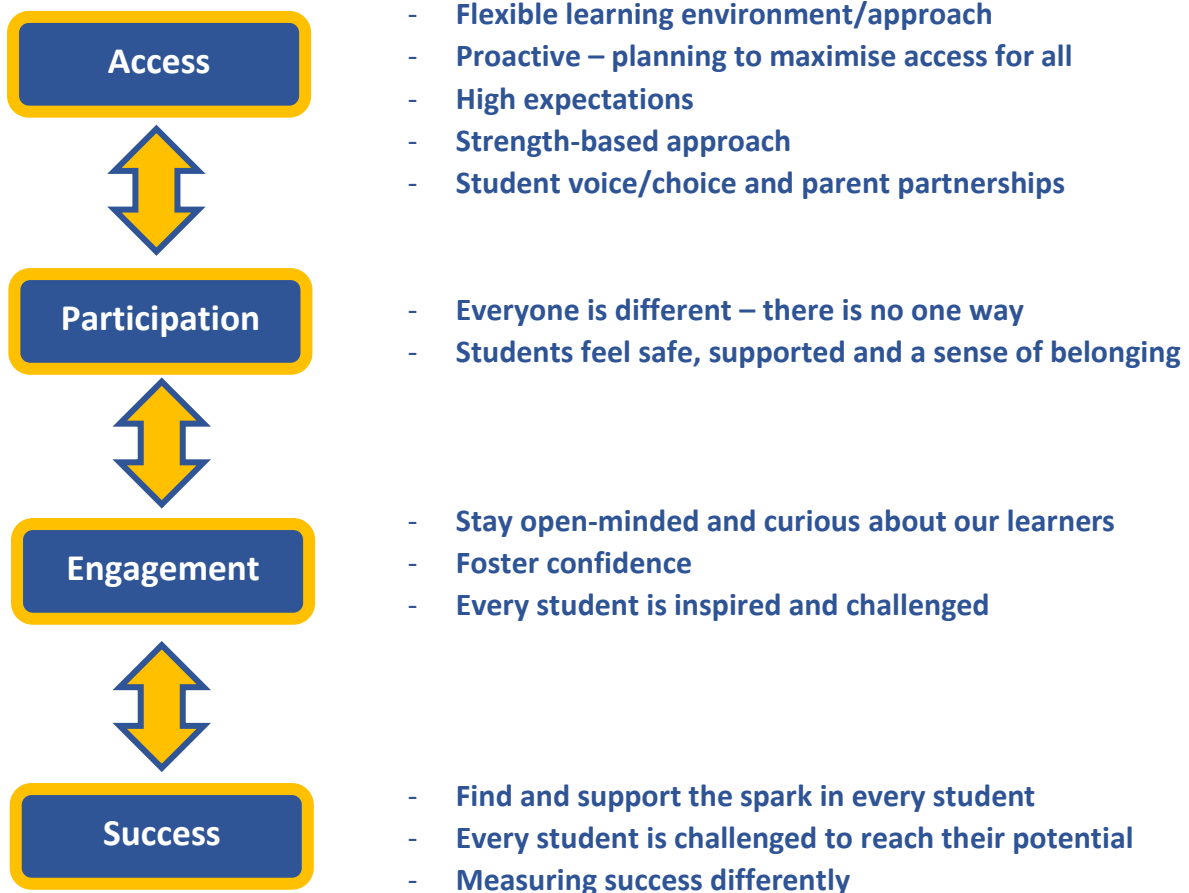 Access
- Flexible learning environment/approach
- Proactive – planning to maximise access for all
- High expectations
- Strength-based approach
- Student voice/choice and parent partnerships
Participation
- Everyone is different – there is no one way
- Students feel safe, supported and a sense of belonging
Engagement
- Stay open-minded and curious about our learners
- Foster confidence
- Every student is inspired and challenged
Success
- Find and support the spark in every student
- Every student is challenged to reach their potential
- Measuring success differently